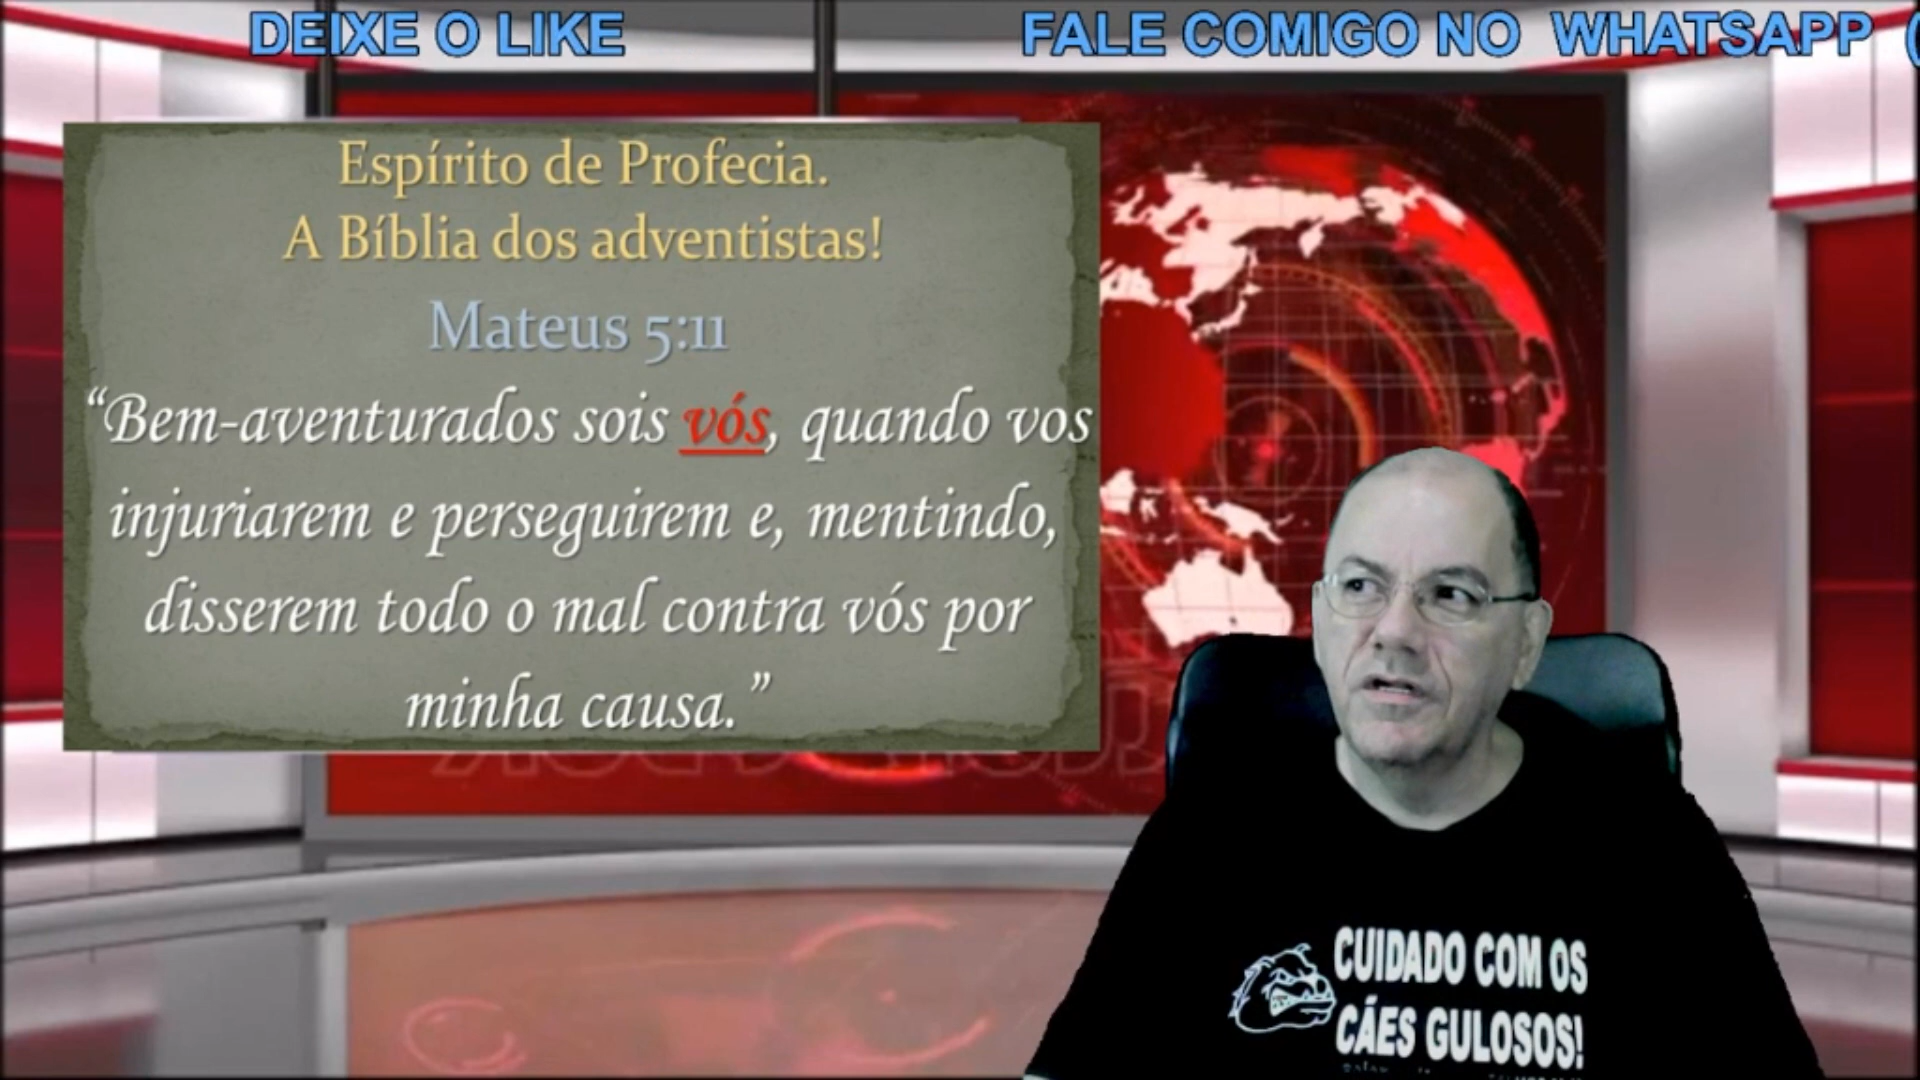 DEIXE O LIKE FALE COMIGO NO WHATSAPP (
Espírito de Profecia.
A Bíblia dos adventistas!
Mateus 5:11
“Bem-aventurados sois vós, quando vos
injuriarem e perseguirem e, mentindo,
disserem todo o mal contra vós por
minha causa.”
CUIDADO COM OS
CÁES GULOSOS!